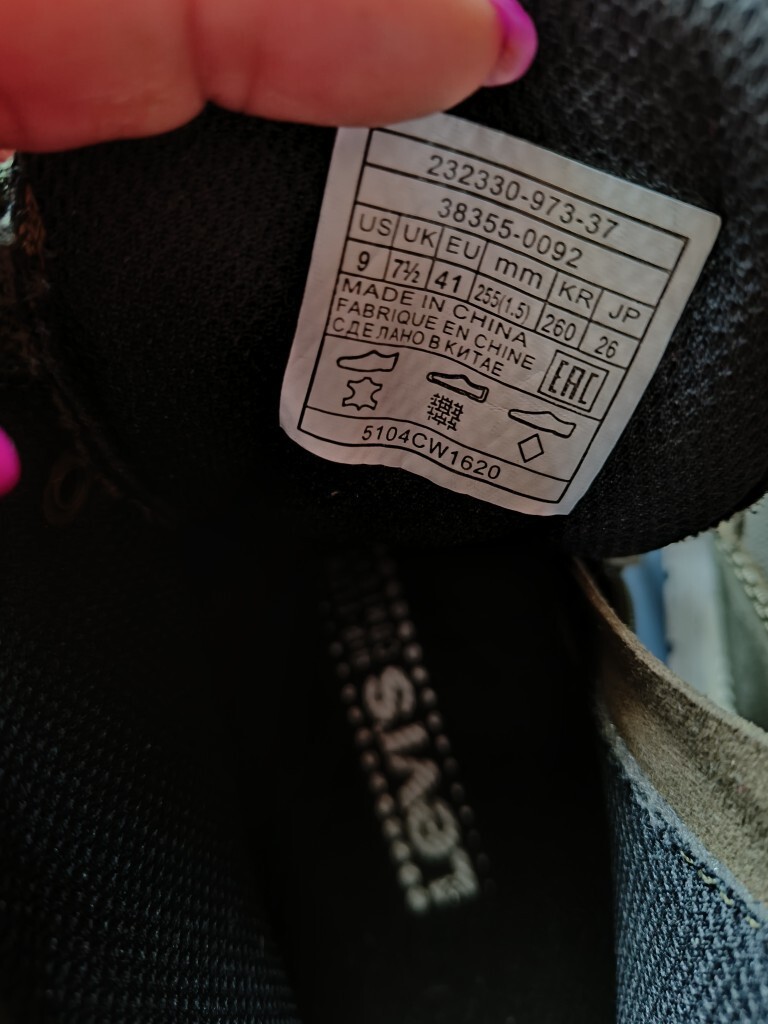 232330-973-37
38355-0092
US UK EU mm KR JP
9 7½ 41 255(1.5) 260 26
MADE IN CHINA
FABRIQUE EN CHINE
СДЕЛАНО В КИТАЕ
EAC
5104CW1620
LEVI'S